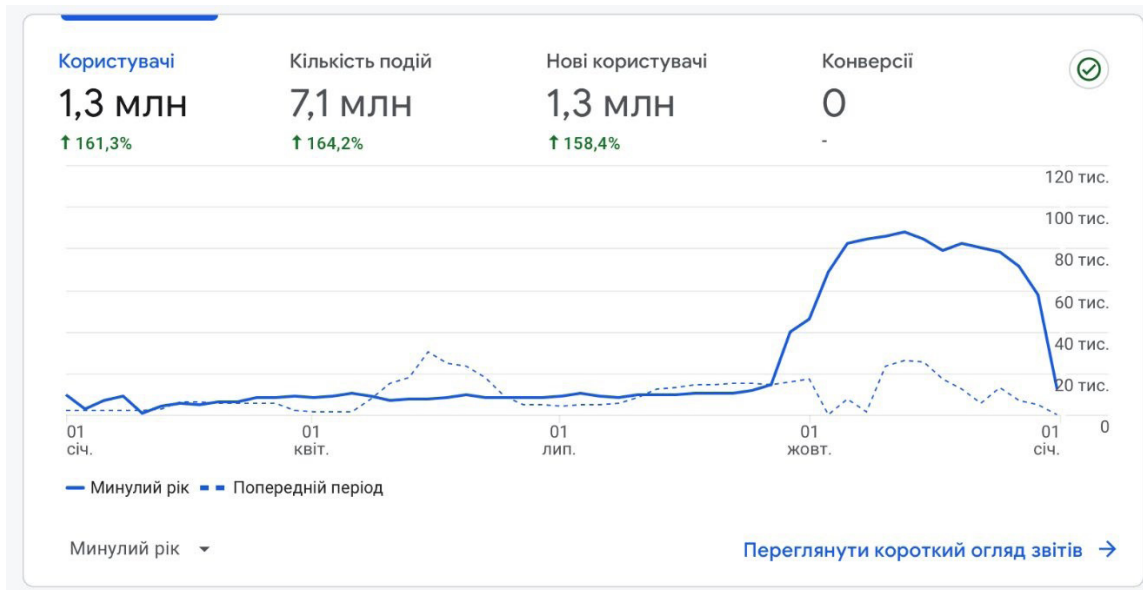 Користувачі Кількість подій Нові користувачі Конверсії
1,3 млн 7,1 млн 1,3 млн 0
↑ 161,3% ↑ 164,2% ↑ 158,4% -
120 тис.
100 тис.
80 тис.
60 тис.
40 тис.
20 тис.
0
01 01 01 01 01
січ. квіт. лип. жовт. січ.
Минулий рік Попередній період
Минулий рік Переглянути короткий огляд звітів →